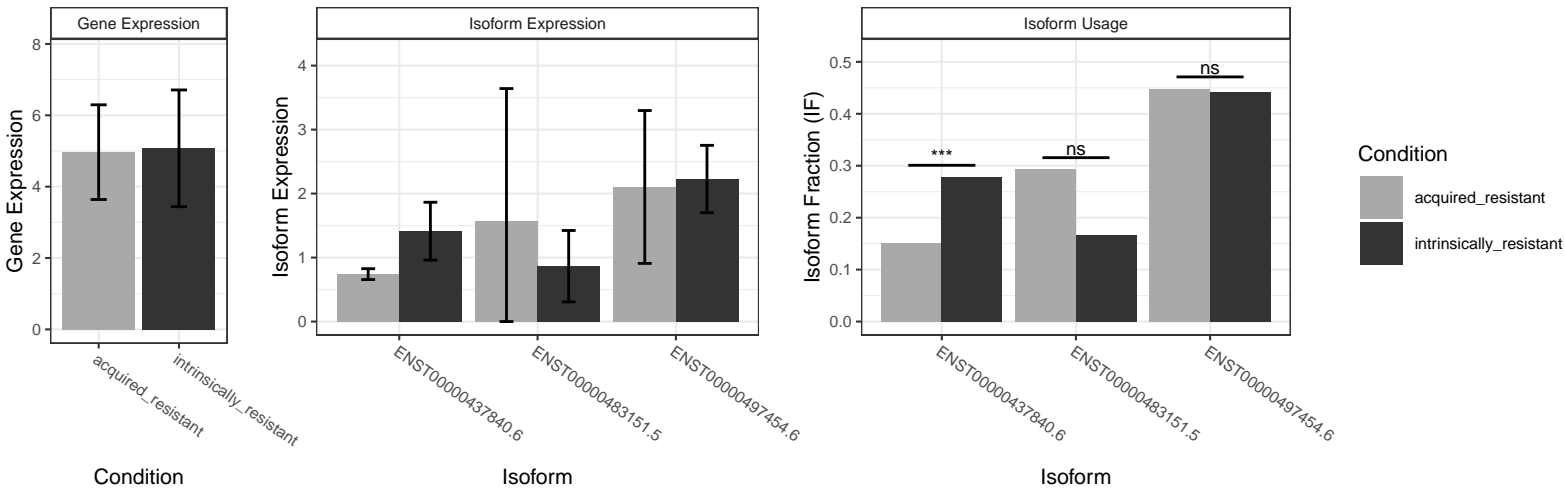 Gene Expression
Isoform Expression
Isoform Usage
Gene Expression
8
6
4
2
0
acquired_resistant
intrinsically_resistant
Condition
Isoform Expression
4
3
2
1
0
ENST00000437840.6
ENST00000483151.5
ENST00000497454.6
Isoform
Isoform Fraction (IF)
0.5
0.4
0.3
0.2
0.1
0.0
***
ns
ns
ENST00000437840.6
ENST00000483151.5
ENST00000497454.6
Isoform
Condition
acquired_resistant
intrinsically_resistant